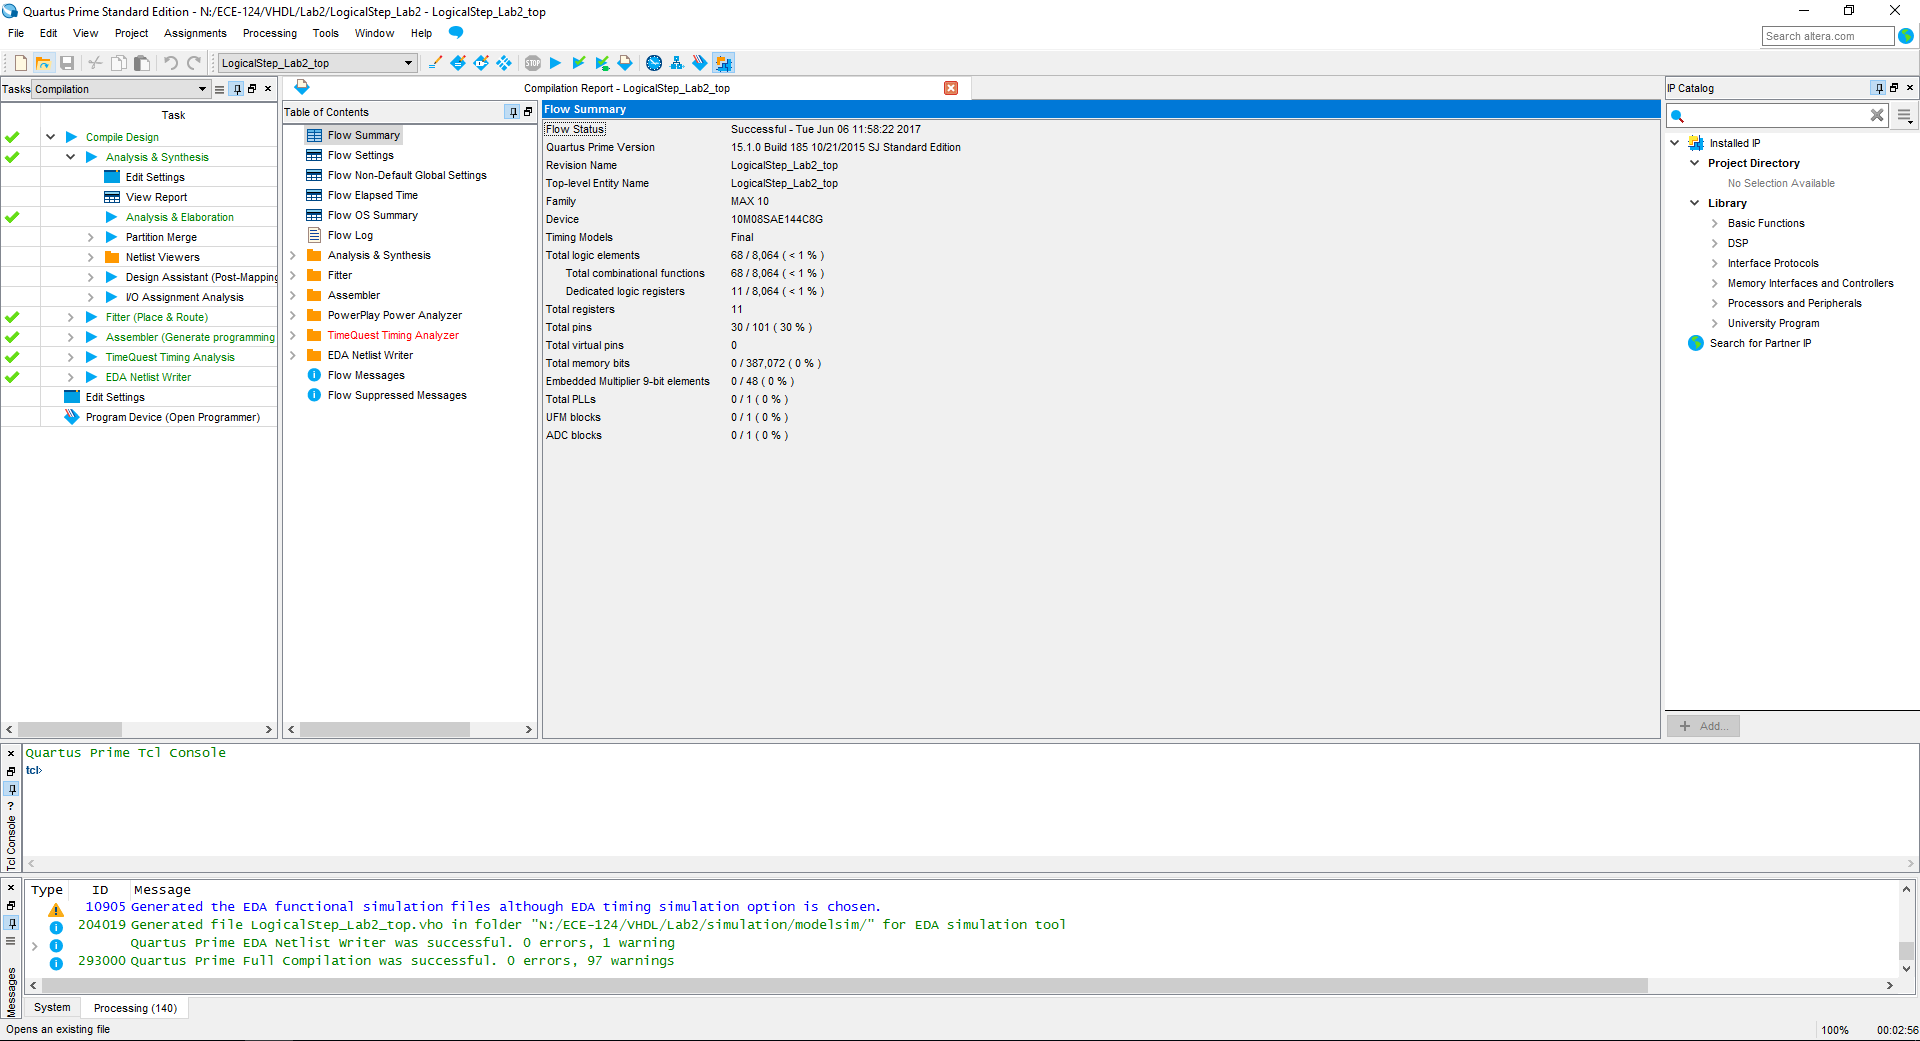 Quartus Prime Standard Edition - N:/ECE-124/VHDL/Lab2/LogicalStep_Lab2 - LogicalStep_Lab2_top
File Edit View Project Assignments Processing Tools Window Help
Search altera.com
LogicalStep_Lab2_top
STOP
Tasks Compilation
Task
Compile Design
Analysis & Synthesis
Edit Settings
View Report
Analysis & Elaboration
Partition Merge
Netlist Viewers
Design Assistant (Post-Mapping
I/O Assignment Analysis
Fitter (Place & Route)
Assembler (Generate programming
TimeQuest Timing Analysis
EDA Netlist Writer
Edit Settings
Program Device (Open Programmer)
Compilation Report - LogicalStep_Lab2_top
Table of Contents
Flow Summary
Flow Settings
Flow Non-Default Global Settings
Flow Elapsed Time
Flow OS Summary
Flow Log
Analysis & Synthesis
Fitter
Assembler
PowerPlay Power Analyzer
TimeQuest Timing Analyzer
EDA Netlist Writer
Flow Messages
Flow Suppressed Messages
Flow Summary
Flow Status Successful - Tue Jun 06 11:58:22 2017
Quartus Prime Version 15.1.0 Build 185 10/21/2015 SJ Standard Edition
Revision Name LogicalStep_Lab2_top
Top-level Entity Name LogicalStep_Lab2_top
Family MAX 10
Device 10M08SAE144C8G
Timing Models Final
Total logic elements 68 / 8,064 ( < 1 % )
Total combinational functions 68 / 8,064 ( < 1 % )
Dedicated logic registers 11 / 8,064 ( < 1 % )
Total registers 11
Total pins 30 / 101 ( 30 % )
Total virtual pins 0
Total memory bits 0 / 387,072 ( 0 % )
Embedded Multiplier 9-bit elements 0 / 48 ( 0 % )
Total PLLs 0 / 1 ( 0 % )
UFM blocks 0 / 1 ( 0 % )
ADC blocks 0 / 1 ( 0 % )
IP Catalog
Installed IP
Project Directory
No Selection Available
Library
Basic Functions
DSP
Interface Protocols
Memory Interfaces and Controllers
Processors and Peripherals
University Program
Search for Partner IP
+ Add...
Quartus Prime Tcl Console
tcl>
Tcl Console
Type ID Message
10905 Generated the EDA functional simulation files although EDA timing simulation option is chosen.
204019 Generated file LogicalStep_Lab2_top.vho in folder "N:/ECE-124/VHDL/Lab2/simulation/modelsim/" for EDA simulation tool
Quartus Prime EDA Netlist Writer was successful. 0 errors, 1 warning
293000 Quartus Prime Full Compilation was successful. 0 errors, 97 warnings
Messages
System Processing (140)
Opens an existing file
100% 00:02:56